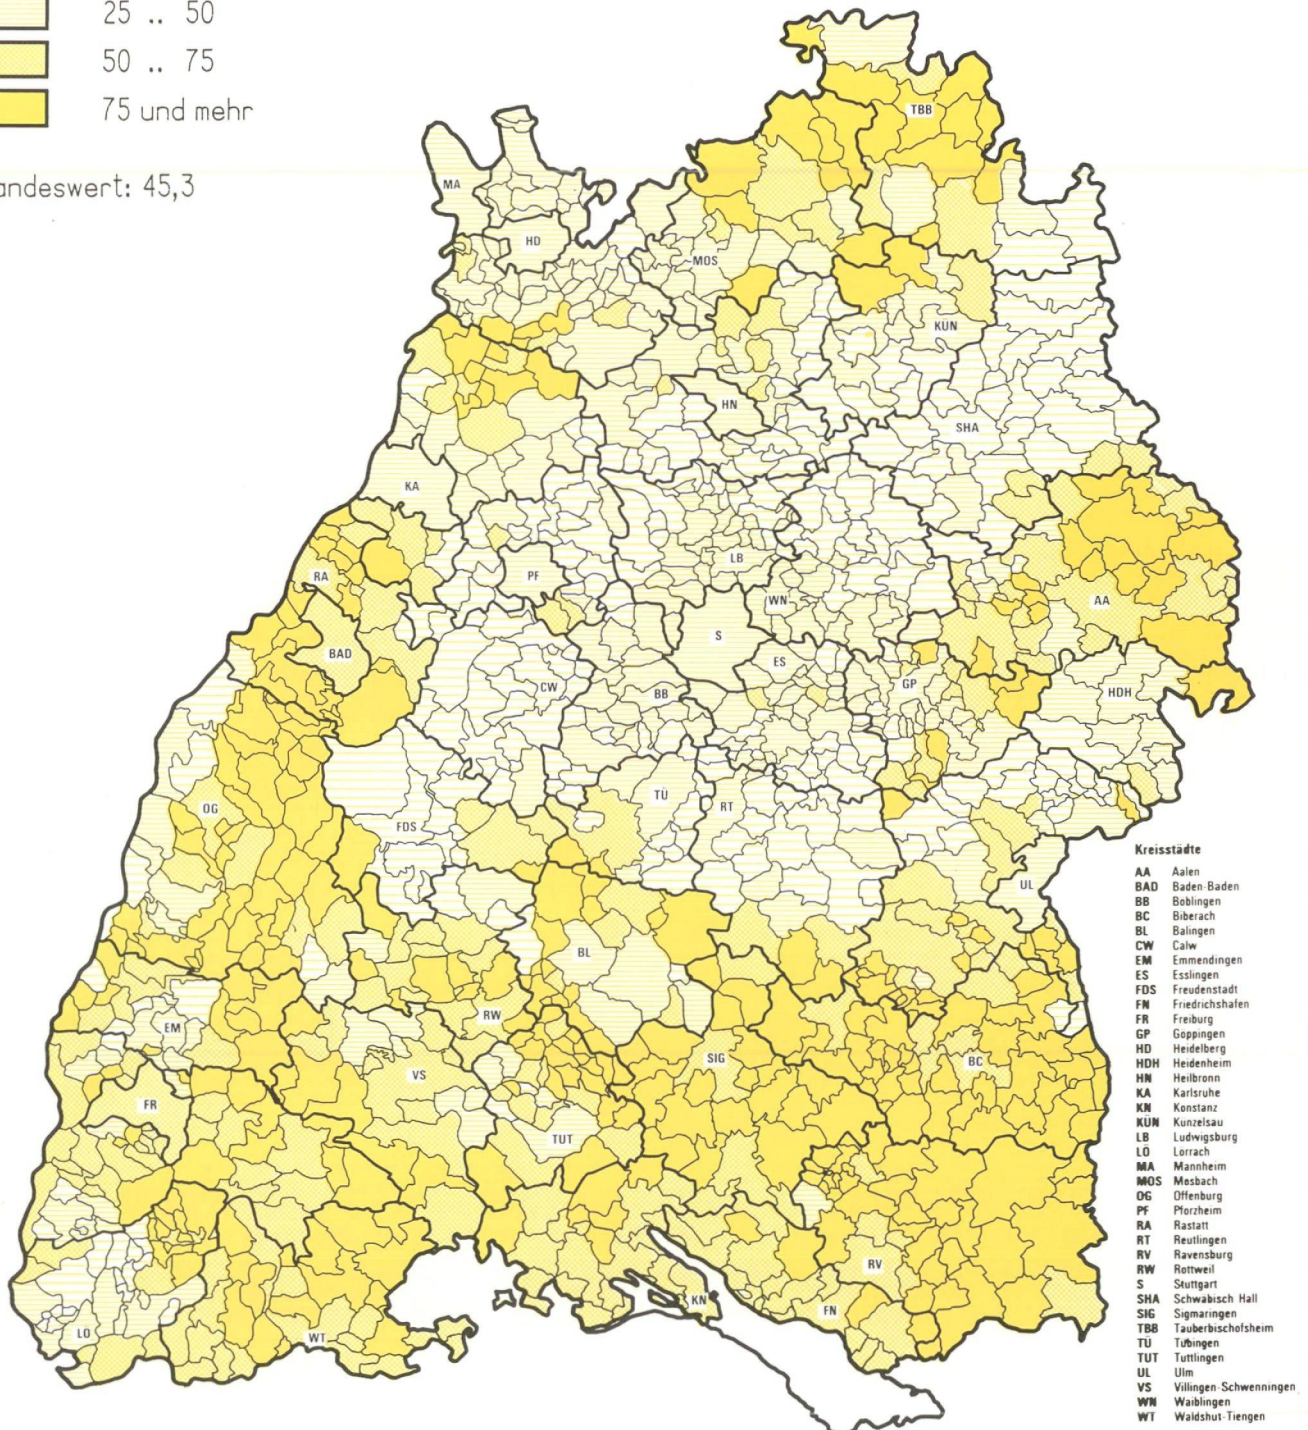 25 .. 50
50 .. 75
75 und mehr
andeswert: 45,3
TBB
MA
HD
MOS
KÜN
HN
SHA
KA
LB
RA
PF
WN
AA
S
BAD
ES
CW
BB
GP
HDH
TÜ
RT
OG
FDS
UL
BL
RW
EM
SIG
BC
VS
FR
TUT
RV
KN
FN
LÖ
WT
Kreisstädte
AA Aalen
BAD Baden-Baden
BB Boblingen
BC Biberach
BL Balingen
CW Calw
EM Emmendingen
ES Esslingen
FDS Freudenstadt
FN Friedrichshafen
FR Freiburg
GP Goppingen
HD Heidelberg
HDH Heidenheim
HN Heilbronn
KA Karlsruhe
KN Konstanz
KÜN Kunzelsau
LB Ludwigsburg
LÖ Lorrach
MA Mannheim
MOS Mosbach
OG Offenburg
PF Pforzheim
RA Rastatt
RT Reutlingen
RV Ravensburg
RW Rottweil
S Stuttgart
SHA Schwabisch Hall
SIG Sigmaringen
TBB Tauberbischofsheim
TÜ Tübingen
TUT Tuttlingen
UL Ulm
VS Villingen-Schwenningen
WN Waiblingen
WT Waldshut-Tiengen